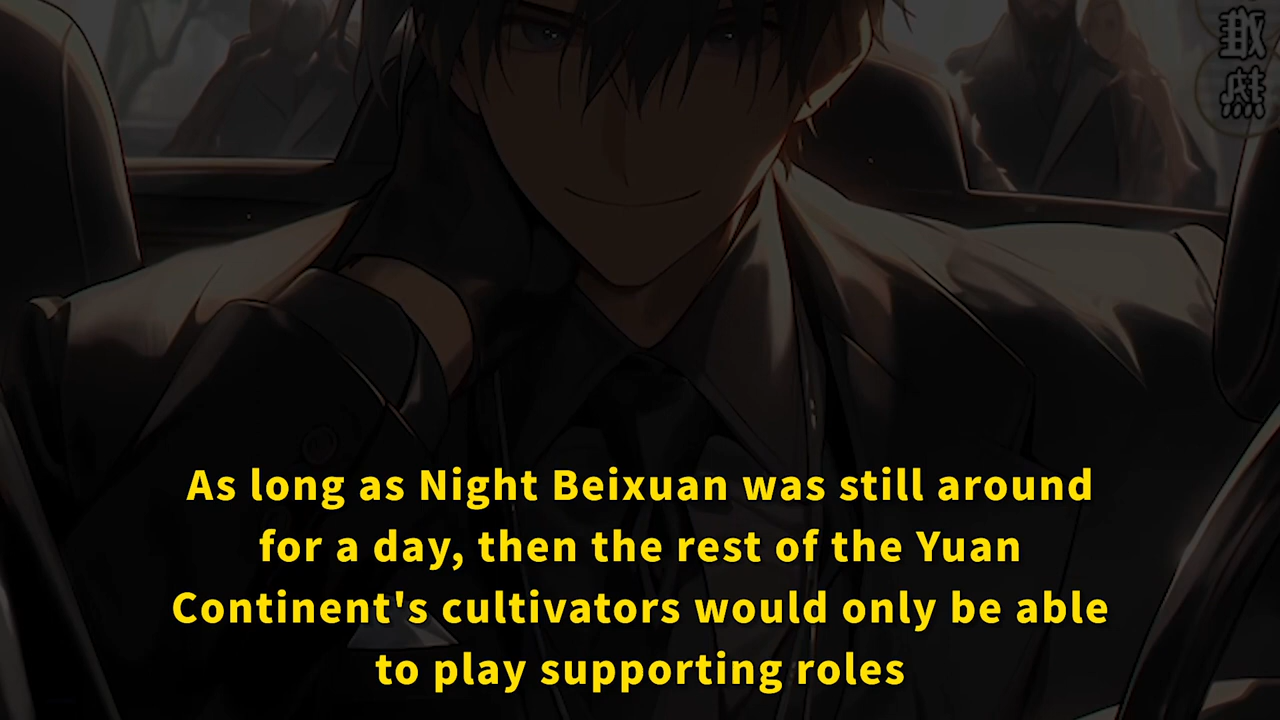 As long as Night Beixuan was still around
for a day, then the rest of the Yuan
Continent's cultivators would only be able
to play supporting roles